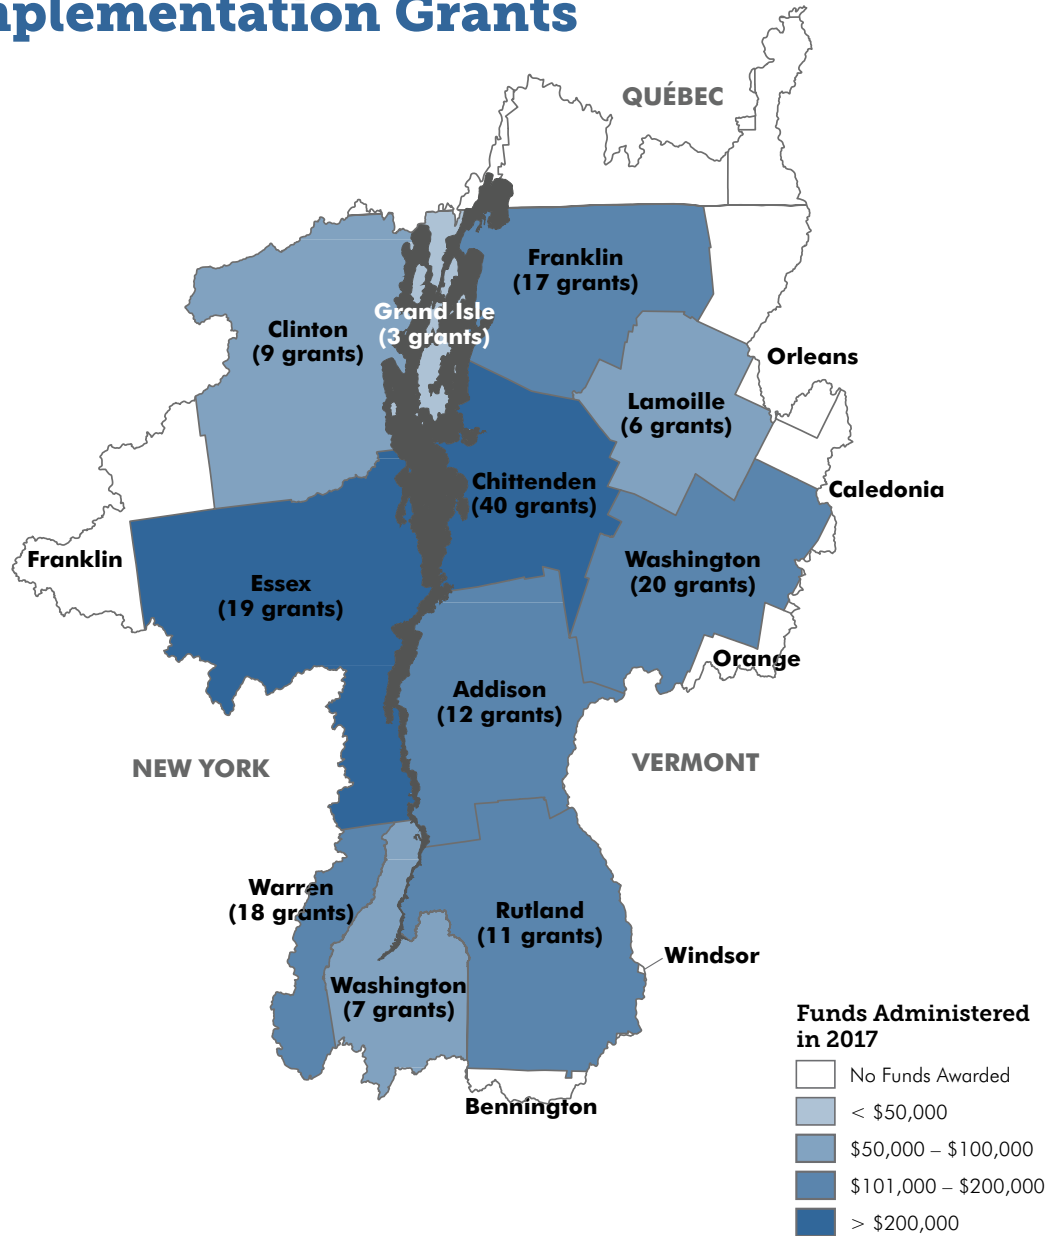 mplementation Grants
QUÉBEC
Franklin
(17 grants)
Grand Isle
(3 grants)
Clinton
(9 grants)
Orleans
Lamoille
(6 grants)
Chittenden
(40 grants)
Caledonia
Franklin
Washington
(20 grants)
Essex
(19 grants)
Orange
Addison
(12 grants)
NEW YORK
VERMONT
Warren
(18 grants)
Rutland
(11 grants)
Windsor
Washington
(7 grants)
Bennington
Funds Administered
in 2017
No Funds Awarded
< $50,000
$50,000 – $100,000
$101,000 – $200,000
> $200,000